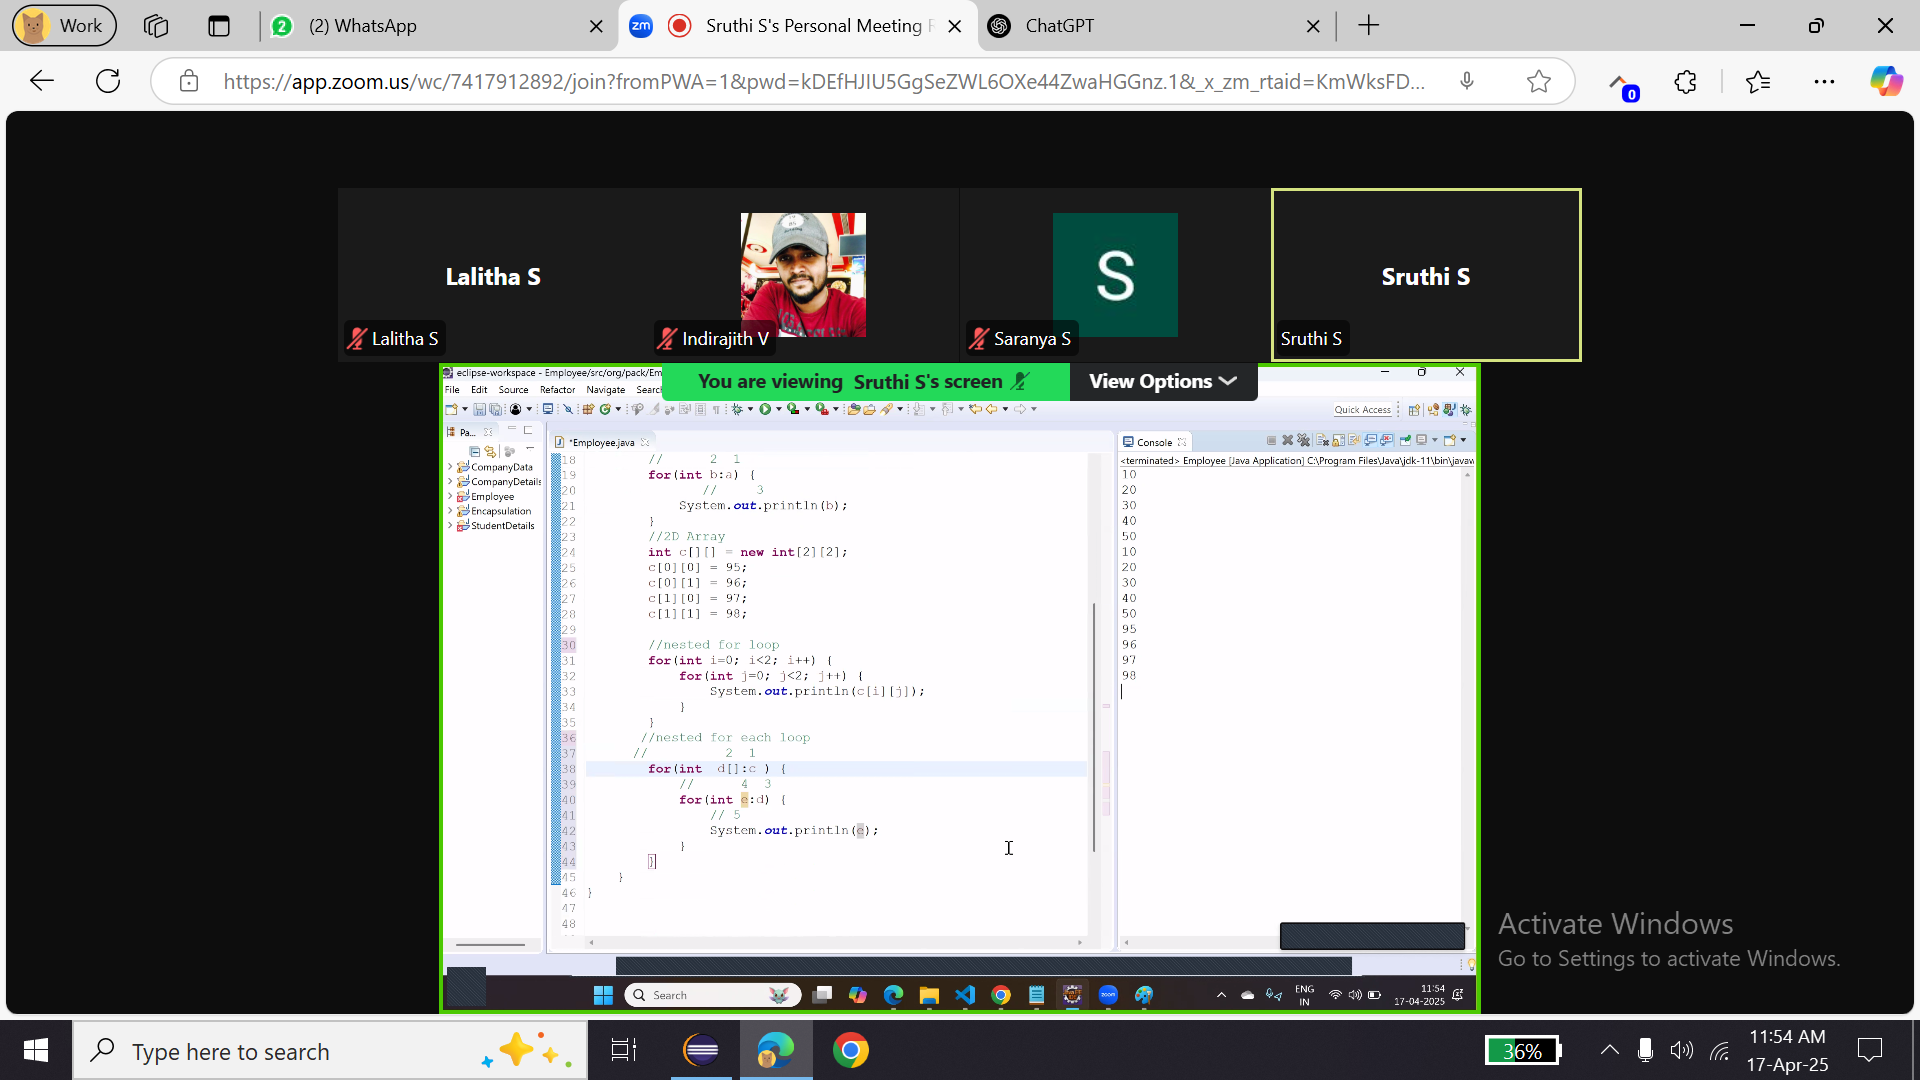 Work
(2) WhatsApp
Sruthi S's Personal Meeting
ChatGPT
https://app.zoom.us/wc/7417912892/join?fromPWA=1&pwd=kDEfHJIU5GgSeZWL6OXe44ZwaHGGnz.1&_x_zm_rtaid=KmWksFD...
0
Lalitha S
Lalitha S
Indirajith V
S
Saranya S
Sruthi S
Sruthi S
You are viewing Sruthi S's screen
View Options
eclipse-workspace - Employee/src/org/pack/Em
File Edit Source Refactor Navigate Searc
Quick Access
Pa...
CompanyData
CompanyDetails
Employee
Encapsulation
StudentDetails
*Employee.java
18 // 2 1
19 for(int b:a) {
20 // 3
21 System.out.println(b);
22 }
23 //2D Array
24 int c[][] = new int[2][2];
25 c[0][0] = 95;
26 c[0][1] = 96;
27 c[1][0] = 97;
28 c[1][1] = 98;
29
30 //nested for loop
31 for(int i=0; i<2; i++) {
32 for(int j=0; j<2; j++) {
33 System.out.println(c[i][j]);
34 }
35 }
36 //nested for each loop
37 // 2 1
38 for(int d[]:c ) {
39 // 4 3
40 for(int e:d) {
41 // 5
42 System.out.println(e);
43 }
44 }
45 }
46 }
47
48
Console
<terminated> Employee [Java Application] C:\Program Files\Java\jdk-11\bin\javaw
10
20
30
40
50
10
20
30
40
50
95
96
97
98
Search
ENG
IN
11:54
17-04-2025
Activate Windows
Go to Settings to activate Windows.
Type here to search
36%
11:54 AM
17-Apr-25